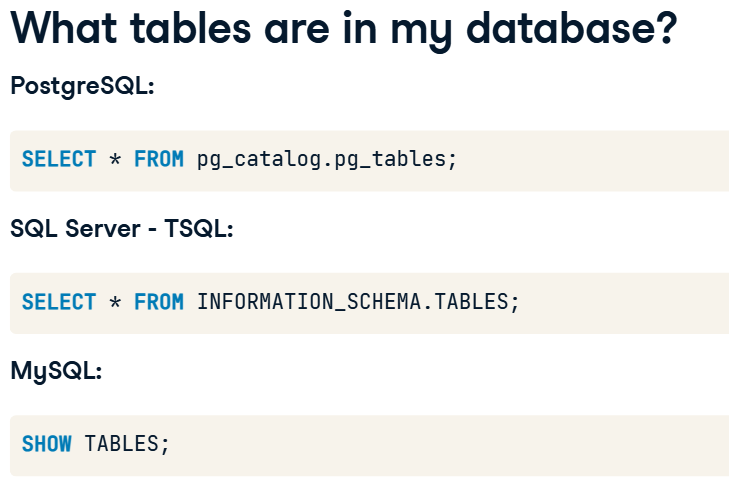 What tables are in my database?
PostgreSQL:
SELECT * FROM pg_catalog.pg_tables;
SQL Server - TSQL:
SELECT * FROM INFORMATION_SCHEMA.TABLES;
MySQL:
SHOW TABLES;